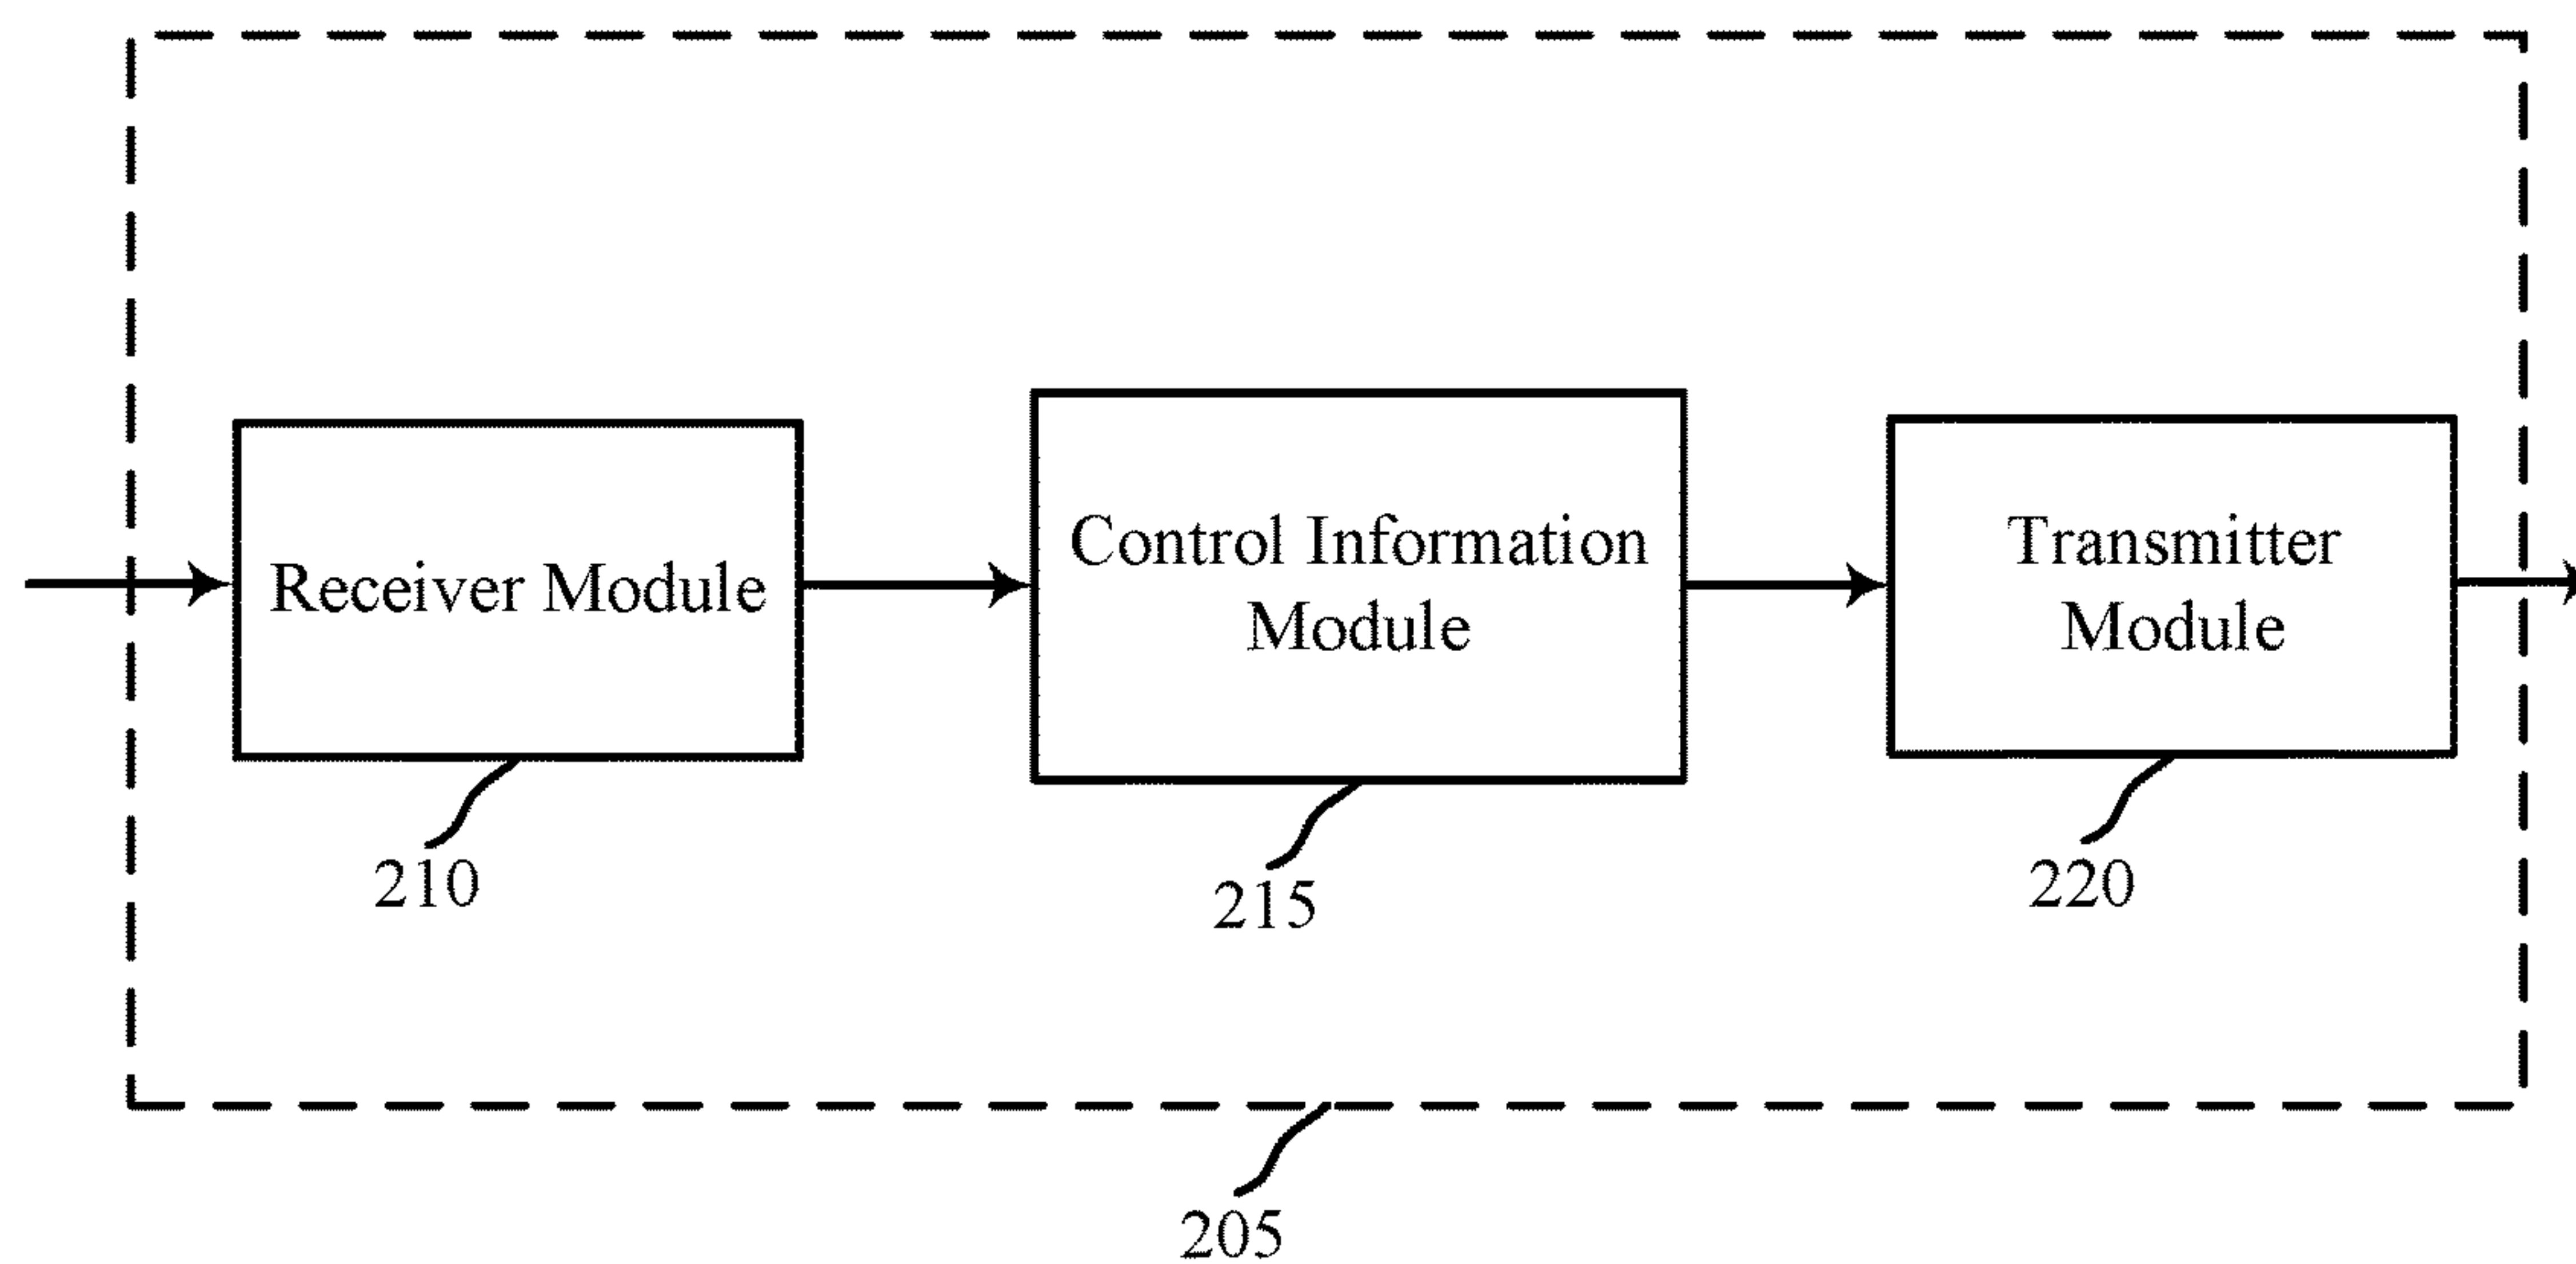 Receiver Module
Control Information
Module
Transmitter
Module
210
215
220
205